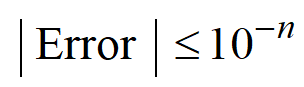 | Error | ≤ 10⁻ⁿ